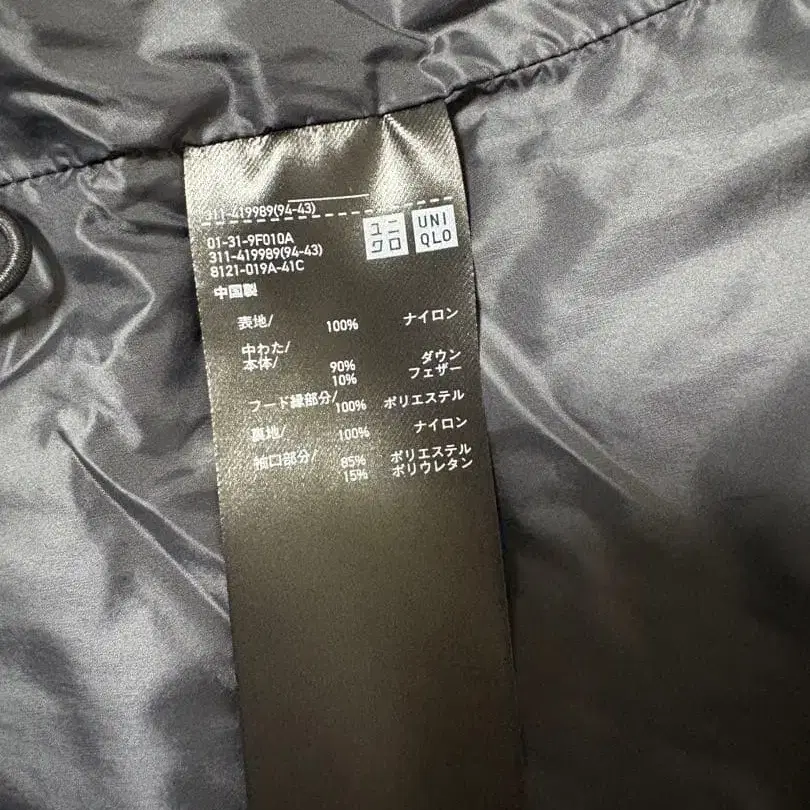 311-419989(94-43)
ユニ
クロ
UNI
QLO
01-31-9F010A
311-419989(94-43)
8121-019A-41C
中国製
表地/ 100% ナイロン
中わた/
本体/ 90% ダウン
10% フェザー
フード縁部分/ 100% ポリエステル
裏地/ 100% ナイロン
袖口部分/ 85% ポリエステル
15% ポリウレタン